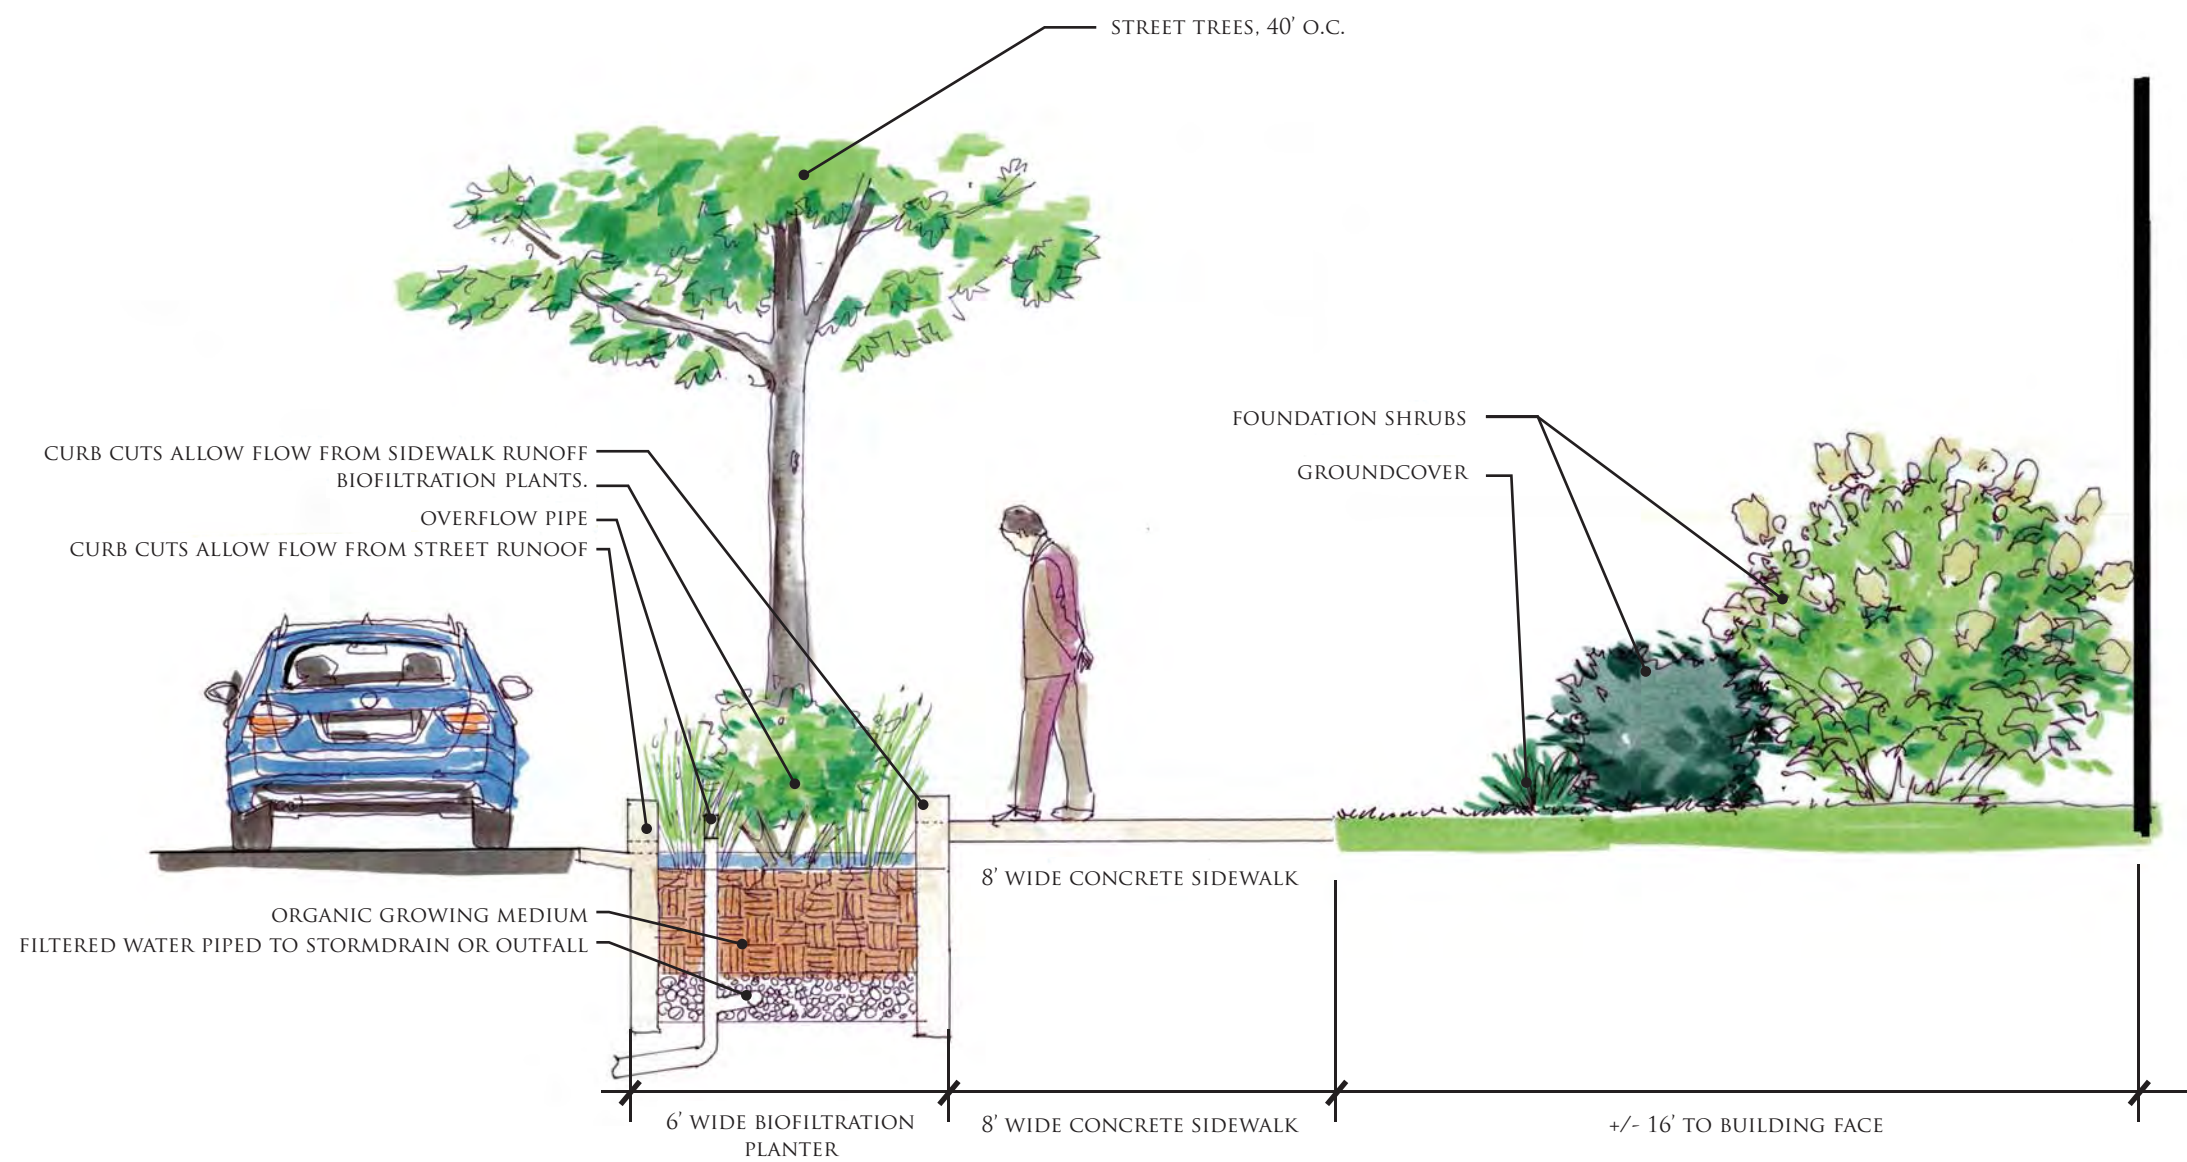 STREET TREES, 40' O.C.
FOUNDATION SHRUBS
GROUNDCOVER
CURB CUTS ALLOW FLOW FROM SIDEWALK RUNOFF
BIOFILTRATION PLANTS.
OVERFLOW PIPE
CURB CUTS ALLOW FLOW FROM STREET RUNOOF
8' WIDE CONCRETE SIDEWALK
ORGANIC GROWING MEDIUM
FILTERED WATER PIPED TO STORMDRAIN OR OUTFALL
6' WIDE BIOFILTRATION
PLANTER
8' WIDE CONCRETE SIDEWALK
+/- 16' TO BUILDING FACE